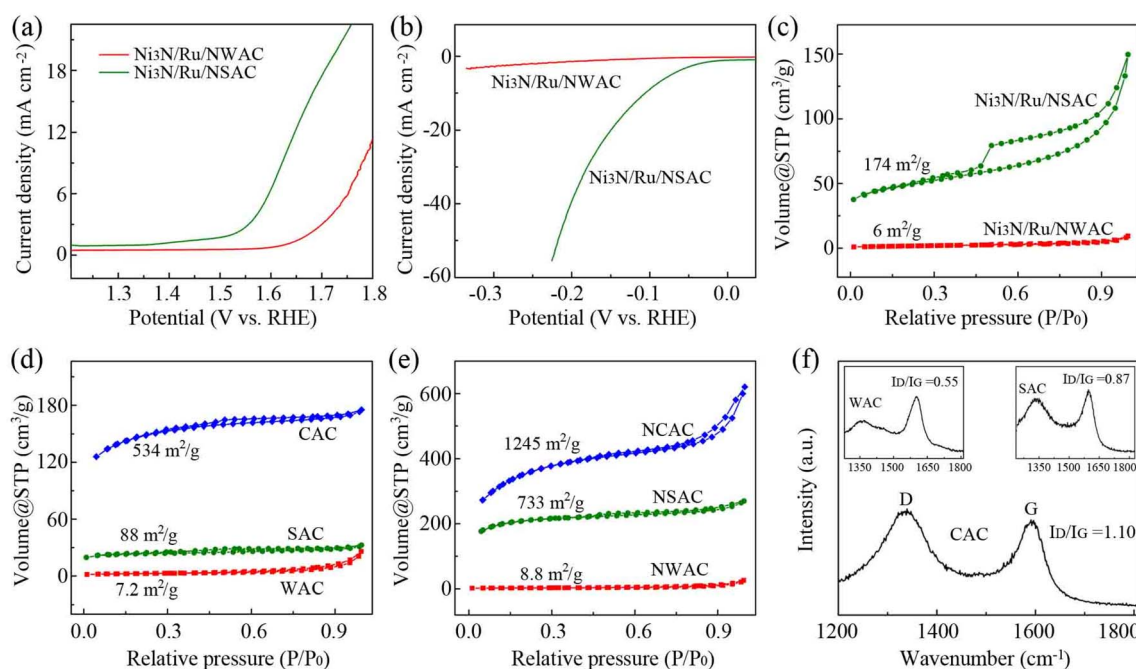 (a)
Current density (mA cm⁻²)
18
12
6
0
Ni3N/Ru/NWAC
Ni3N/Ru/NSAC
1.3 1.4 1.5 1.6 1.7 1.8
Potential (V vs. RHE)
(b)
Current density (mA cm⁻²)
0
-20
-40
-60
Ni3N/Ru/NWAC
Ni3N/Ru/NSAC
-0.3 -0.2 -0.1 0.0
Potential (V vs. RHE)
(c)
Volume@STP (cm³/g)
150
100
50
0
Ni3N/Ru/NSAC
174 m²/g
6 m²/g
Ni3N/Ru/NWAC
0.0 0.3 0.6 0.9
Relative pressure (P/P0)
(d)
Volume@STP (cm³/g)
180
120
60
0
CAC
534 m²/g
88 m²/g
SAC
7.2 m²/g
WAC
0.0 0.3 0.6 0.9
Relative pressure (P/P0)
(e)
Volume@STP (cm³/g)
600
400
200
0
1245 m²/g
NCAC
733 m²/g
NSAC
8.8 m²/g
NWAC
0.0 0.3 0.6 0.9
Relative pressure (P/P0)
(f)
Intensity (a.u.)
ID/IG =0.55
WAC
1350 1500 1650 1800
ID/IG =0.87
SAC
1350 1500 1650 1800
D
G
CAC
ID/IG =1.10
1200 1400 1600 1800
Wavenumber (cm⁻¹)